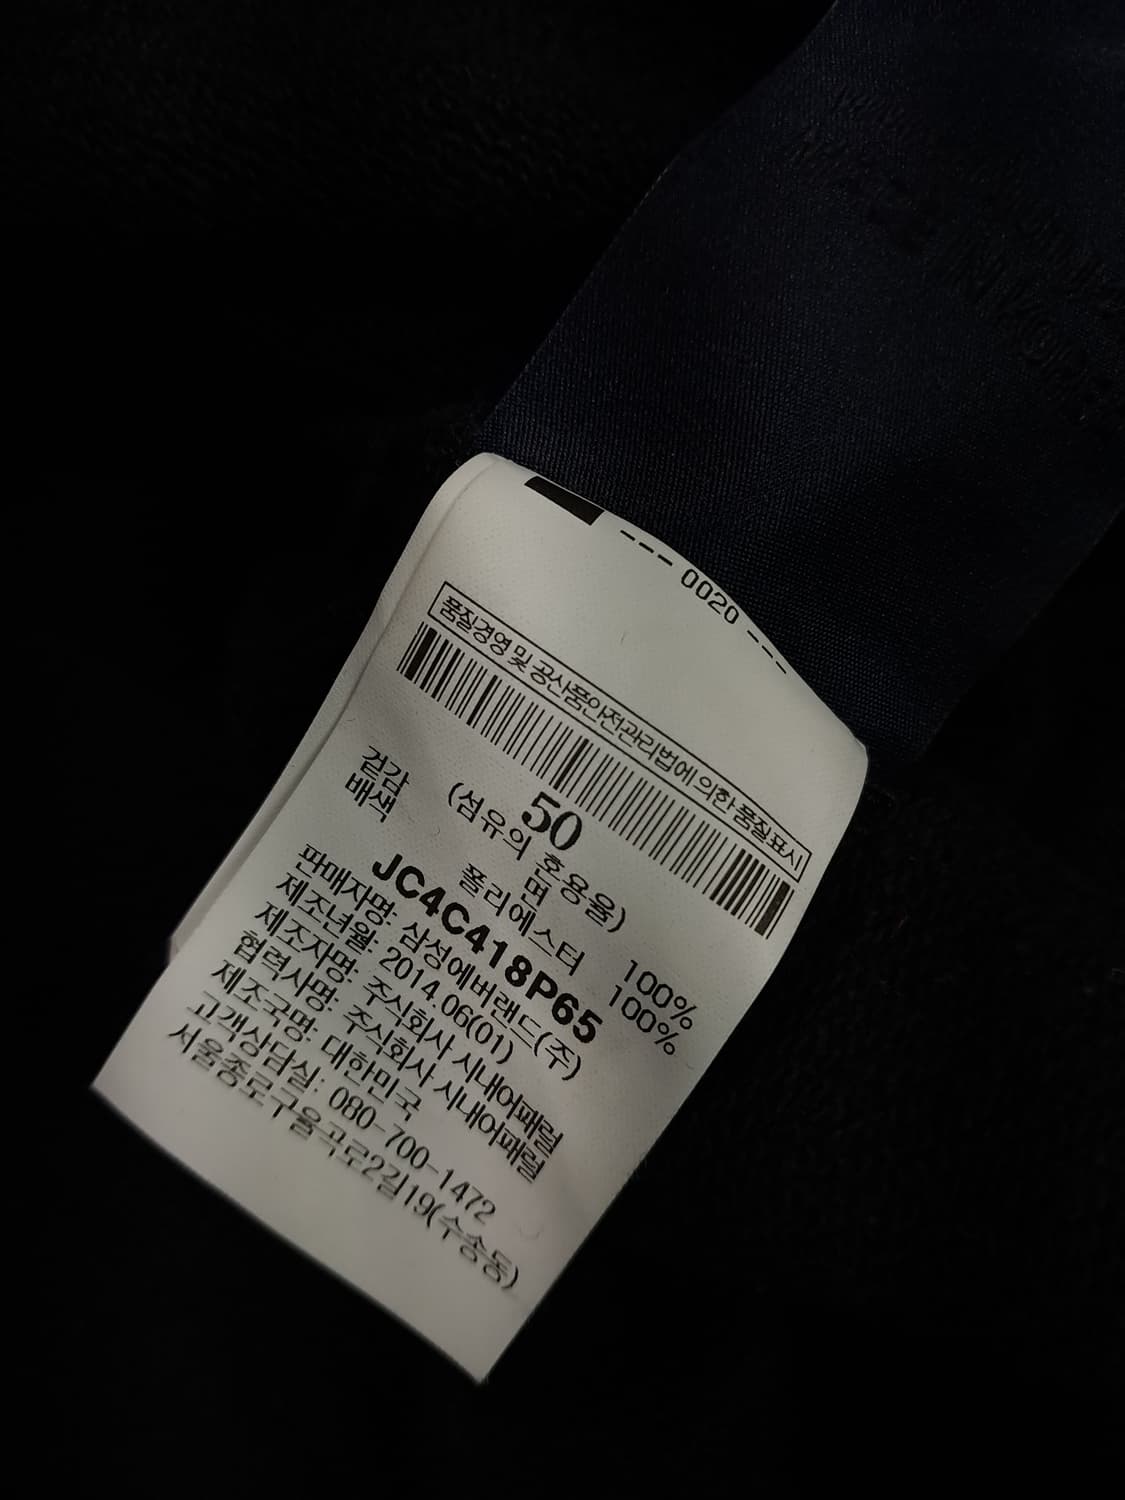 --- 0020 ---
품질경영 및 공산품안전관리법에 의한 품질표시
50
(섬유의 혼용율)
겉감 면 100%
배색 폴리에스터 100%
JC4C418P65
판매자명: 삼성에버랜드(주)
제조년월: 2014.06(01)
제조자명: 주식회사 시내어패럴
협력사명: 주식회사 시내어패럴
제조국명: 대한민국
고객상담실: 080-700-1472
서울종로구율곡로2길19(수송동)